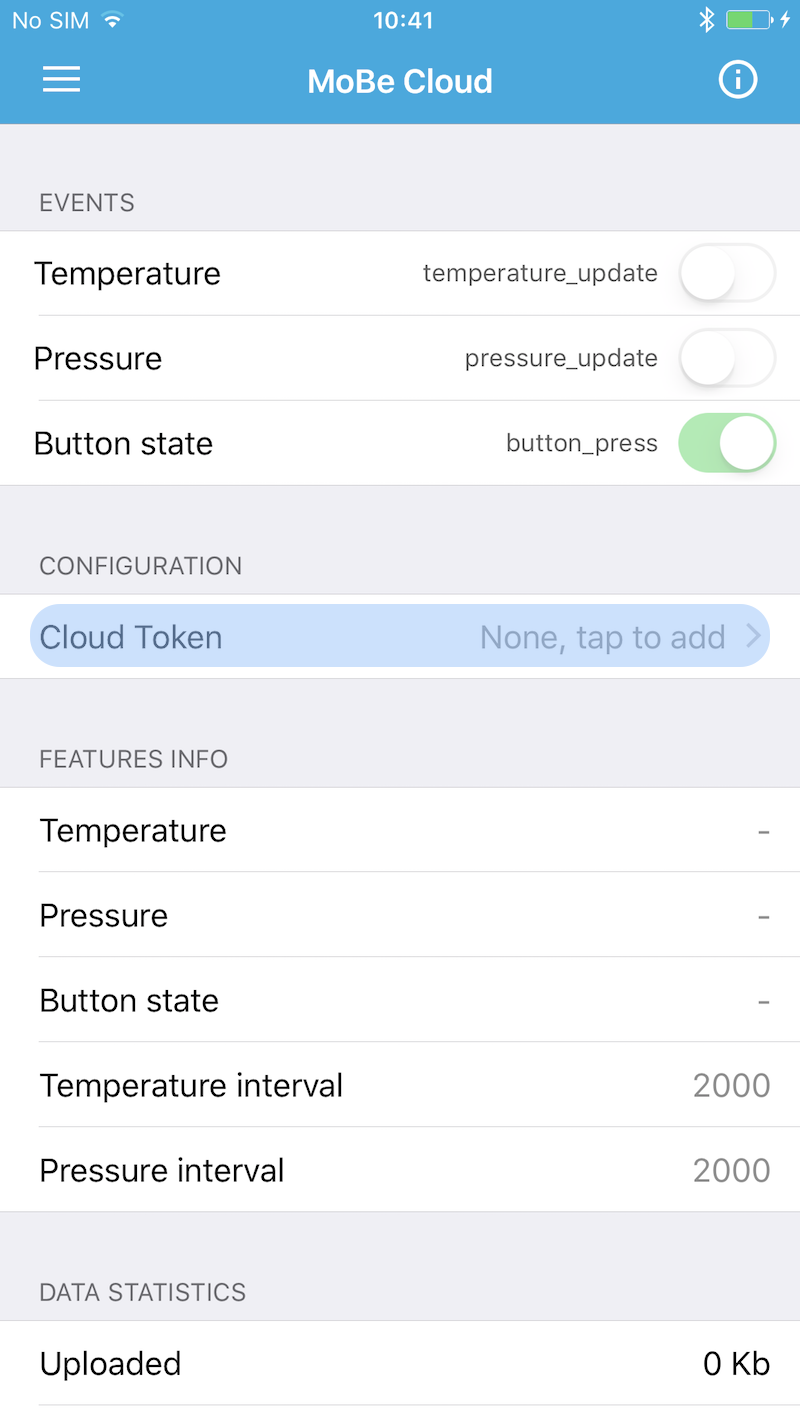 No SIM 10:41
MoBe Cloud
EVENTS
Temperature temperature_update
Pressure pressure_update
Button state button_press
CONFIGURATION
Cloud Token None, tap to add
FEATURES INFO
Temperature -
Pressure -
Button state -
Temperature interval 2000
Pressure interval 2000
DATA STATISTICS
Uploaded 0 Kb